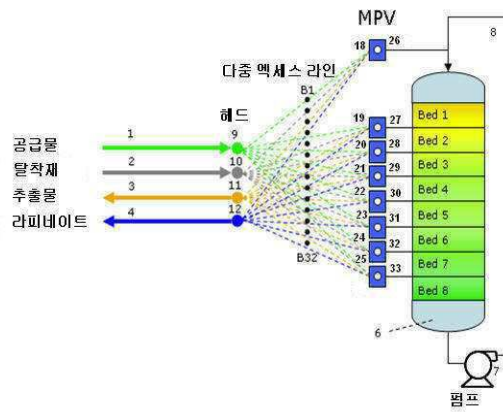 MPV
8
18
26
다중 엑세스 라인
B1
헤드
19
27
Bed 1
공급물
1
9
20
28
Bed 2
탈착재
2
10
21
29
Bed 3
추출물
3
11
22
30
Bed 4
라피네이트
4
12
23
31
Bed 5
24
32
Bed 6
25
33
Bed 7
B32
Bed 8
6
7
펌프